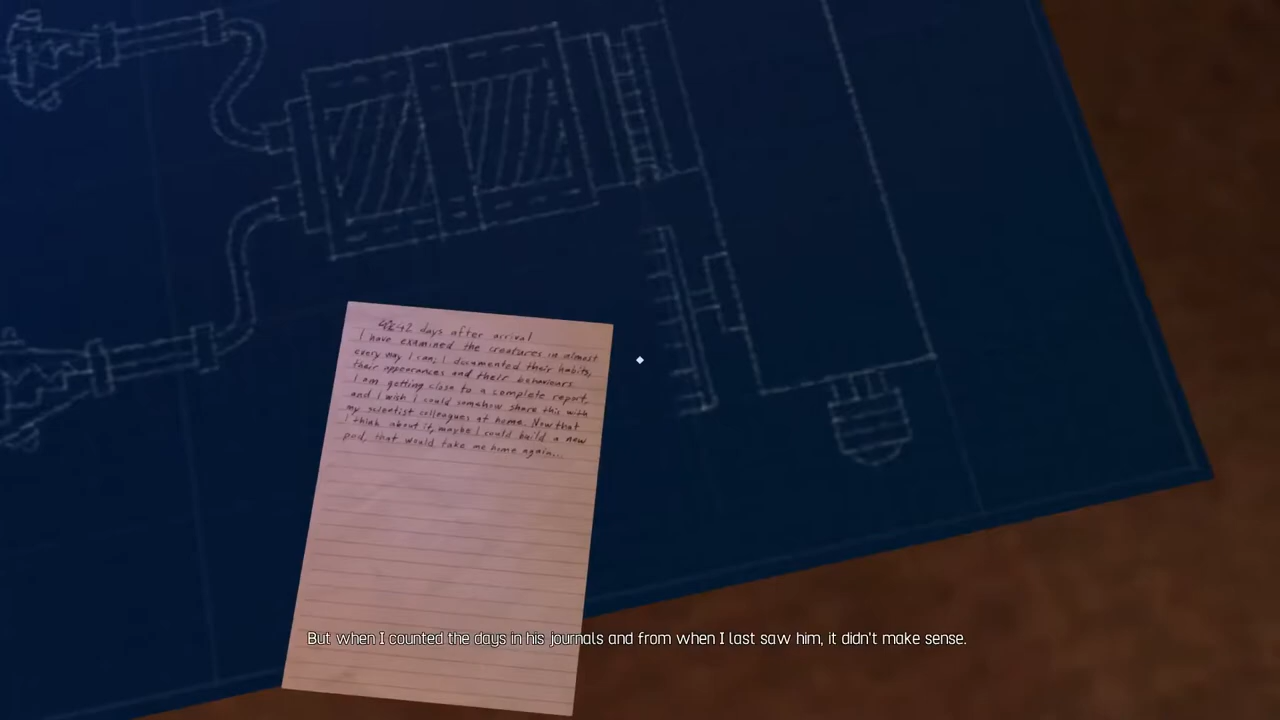 4242 days after arrival
I have examined the creatures in almost
every way I can; I documented their habits,
their appearances and their behaviours.
I am getting close to a complete report,
and I wish I could somehow share this with
my scientist colleagues at home. Now that
I think about it, maybe I could build a new
pod, that would take me home again...
But when I counted the days in his journals and from when I last saw him, it didn't make sense.